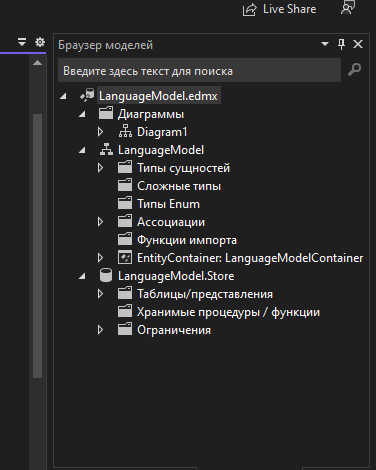 Live Share
Браузер моделей
Введите здесь текст для поиска
LanguageModel.edmx
Диаграммы
Diagram1
LanguageModel
Типы сущностей
Сложные типы
Типы Enum
Ассоциации
Функции импорта
EntityContainer: LanguageModelContainer
LanguageModel.Store
Таблицы/представления
Хранимые процедуры / функции
Ограничения